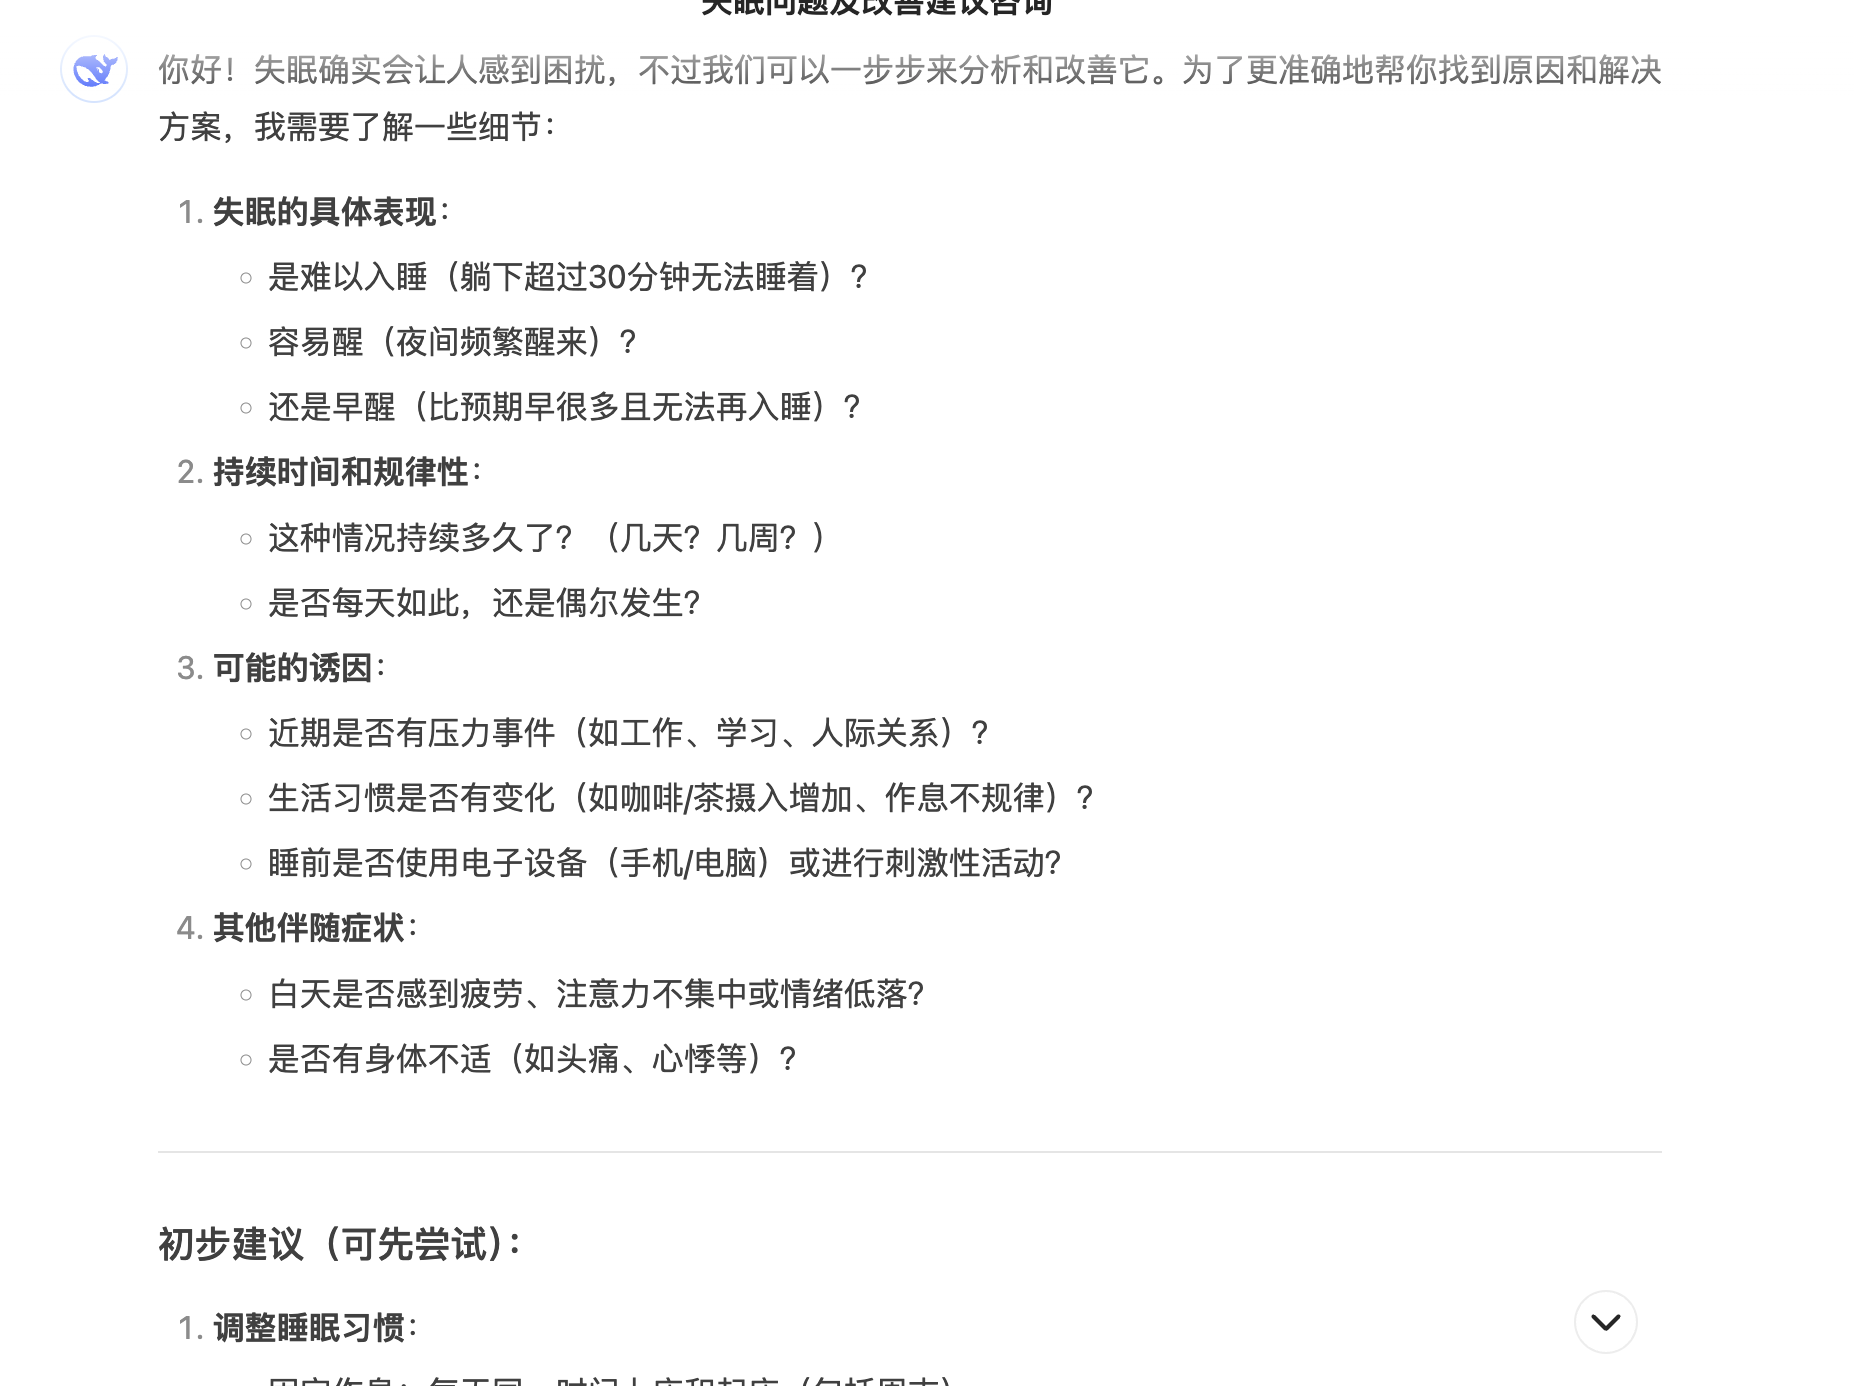 失眠问题及改善建议咨询
你好！失眠确实会让人感到困扰，不过我们可以一步步来分析和改善它。为了更准确地帮你找到原因和解决
方案，我需要了解一些细节：
1. 失眠的具体表现：
是难以入睡（躺下超过30分钟无法睡着）？
容易醒（夜间频繁醒来）？
还是早醒（比预期早很多且无法再入睡）？
2. 持续时间和规律性：
这种情况持续多久了？（几天？几周？）
是否每天如此，还是偶尔发生？
3. 可能的诱因：
近期是否有压力事件（如工作、学习、人际关系）？
生活习惯是否有变化（如咖啡/茶摄入增加、作息不规律）？
睡前是否使用电子设备（手机/电脑）或进行刺激性活动？
4. 其他伴随症状：
白天是否感到疲劳、注意力不集中或情绪低落？
是否有身体不适（如头痛、心悸等）？
初步建议（可先尝试）：
1. 调整睡眠习惯：